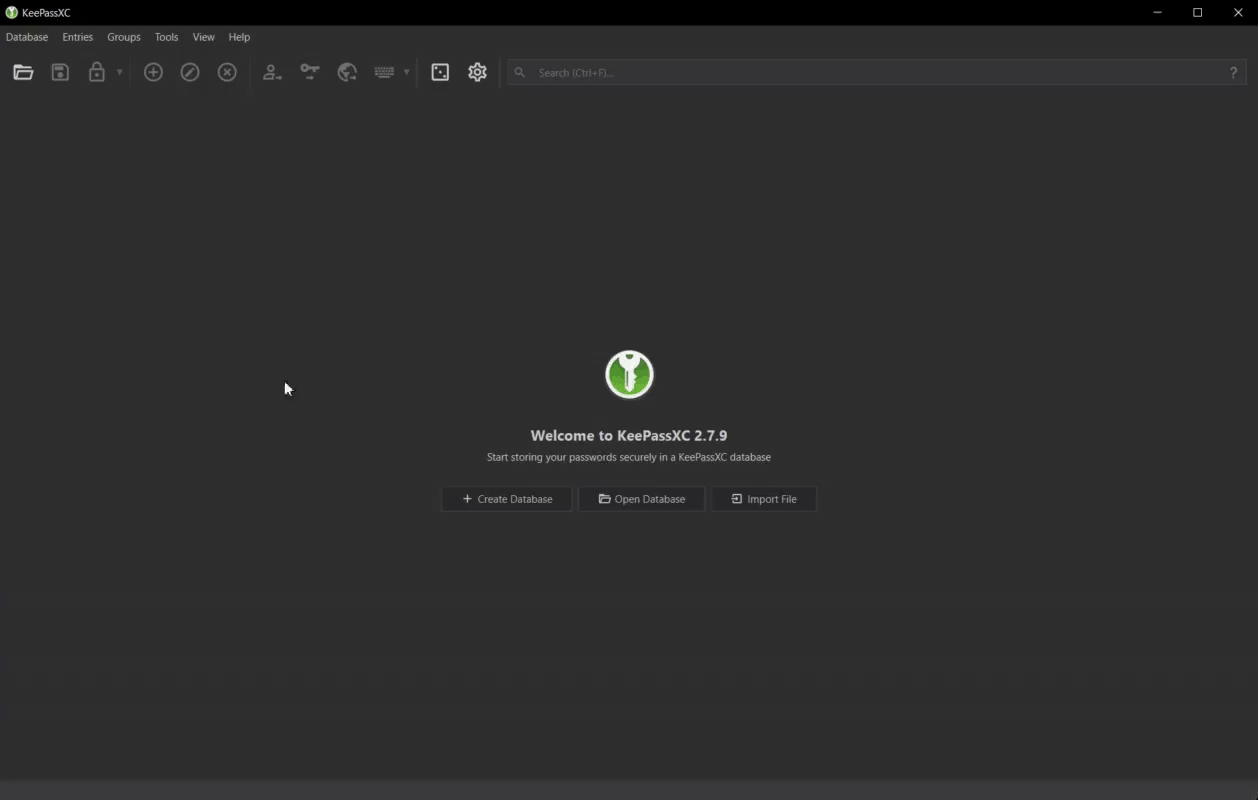 KeePassXC
Database Entries Groups Tools View Help
Search (Ctrl+F)... ?
Welcome to KeePassXC 2.7.9
Start storing your passwords securely in a KeePassXC database
+ Create Database Open Database Import File